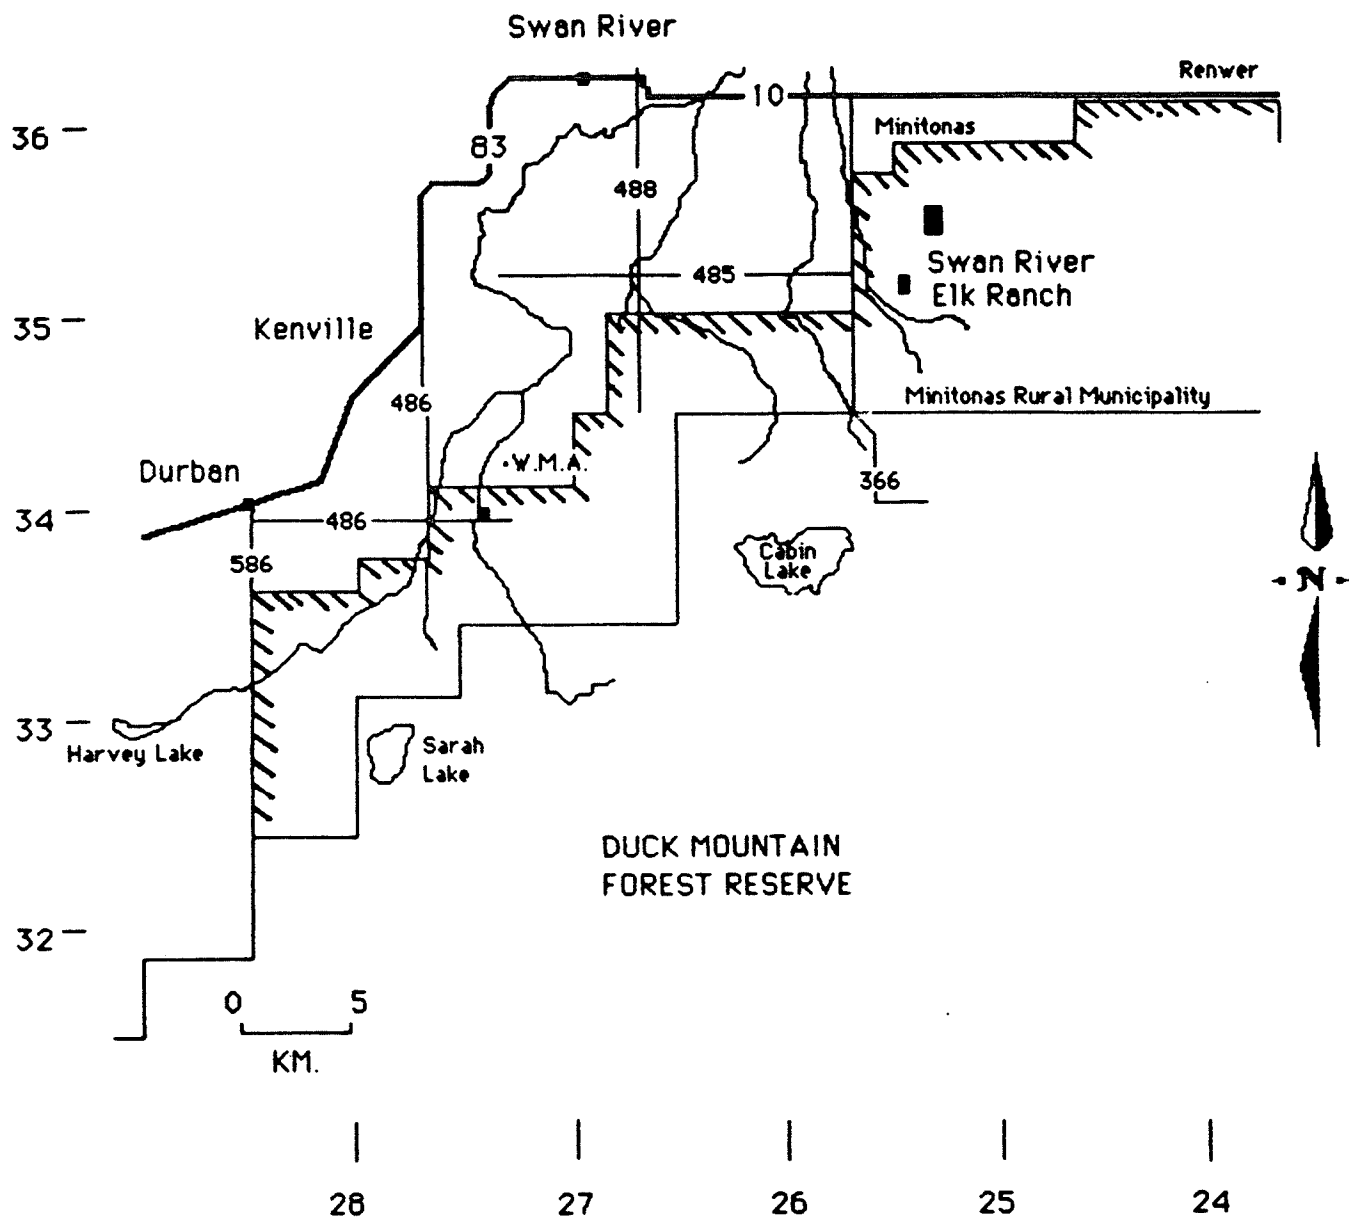 Swan River
Renwer
10
36
Minitonas
83
488
Swan River
Elk Ranch
485
35
Kenville
Minitonas Rural Municipality
486
W.M.A.
Durban
366
34
486
Cabin
Lake
586
N
33
Harvey Lake
Sarah
Lake
DUCK MOUNTAIN
FOREST RESERVE
32
0 5
KM.
28 27 26 25 24